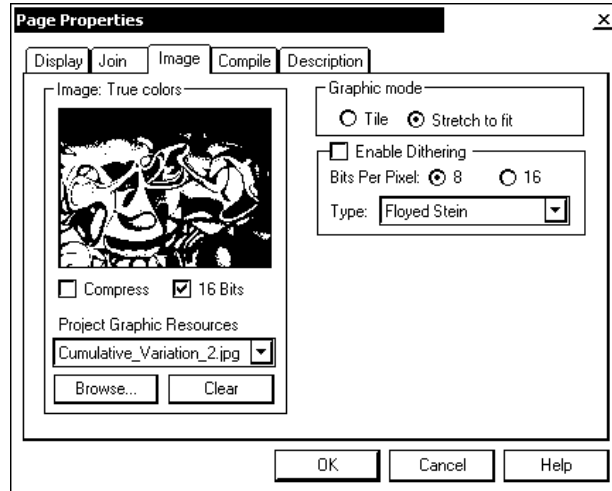 Page Properties
Display Join Image Compile Description
Image: True colors
Compress 16 Bits
Project Graphic Resources
Cumulative_Variation_2.jpg
Browse... Clear
Graphic mode
Tile Stretch to fit
Enable Dithering
Bits Per Pixel: 8 16
Type: Floyed Stein
OK Cancel Help